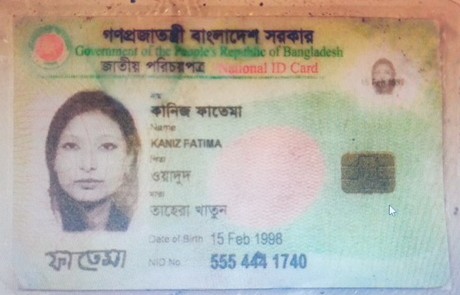 গণপ্রজাতন্ত্রী বাংলাদেশ সরকার
Government of the People's Republic of Bangladesh
জাতীয় পরিচয়পত্র / National ID Card
নাম
কানিজ ফাতেমা
Name
KANIZ FATIMA
পিতা
ওয়াদুদ
মাতা
তাহেরা খাতুন
Date of Birth 15 Feb 1998
ফাতেমা
NID No. 555 444 1740